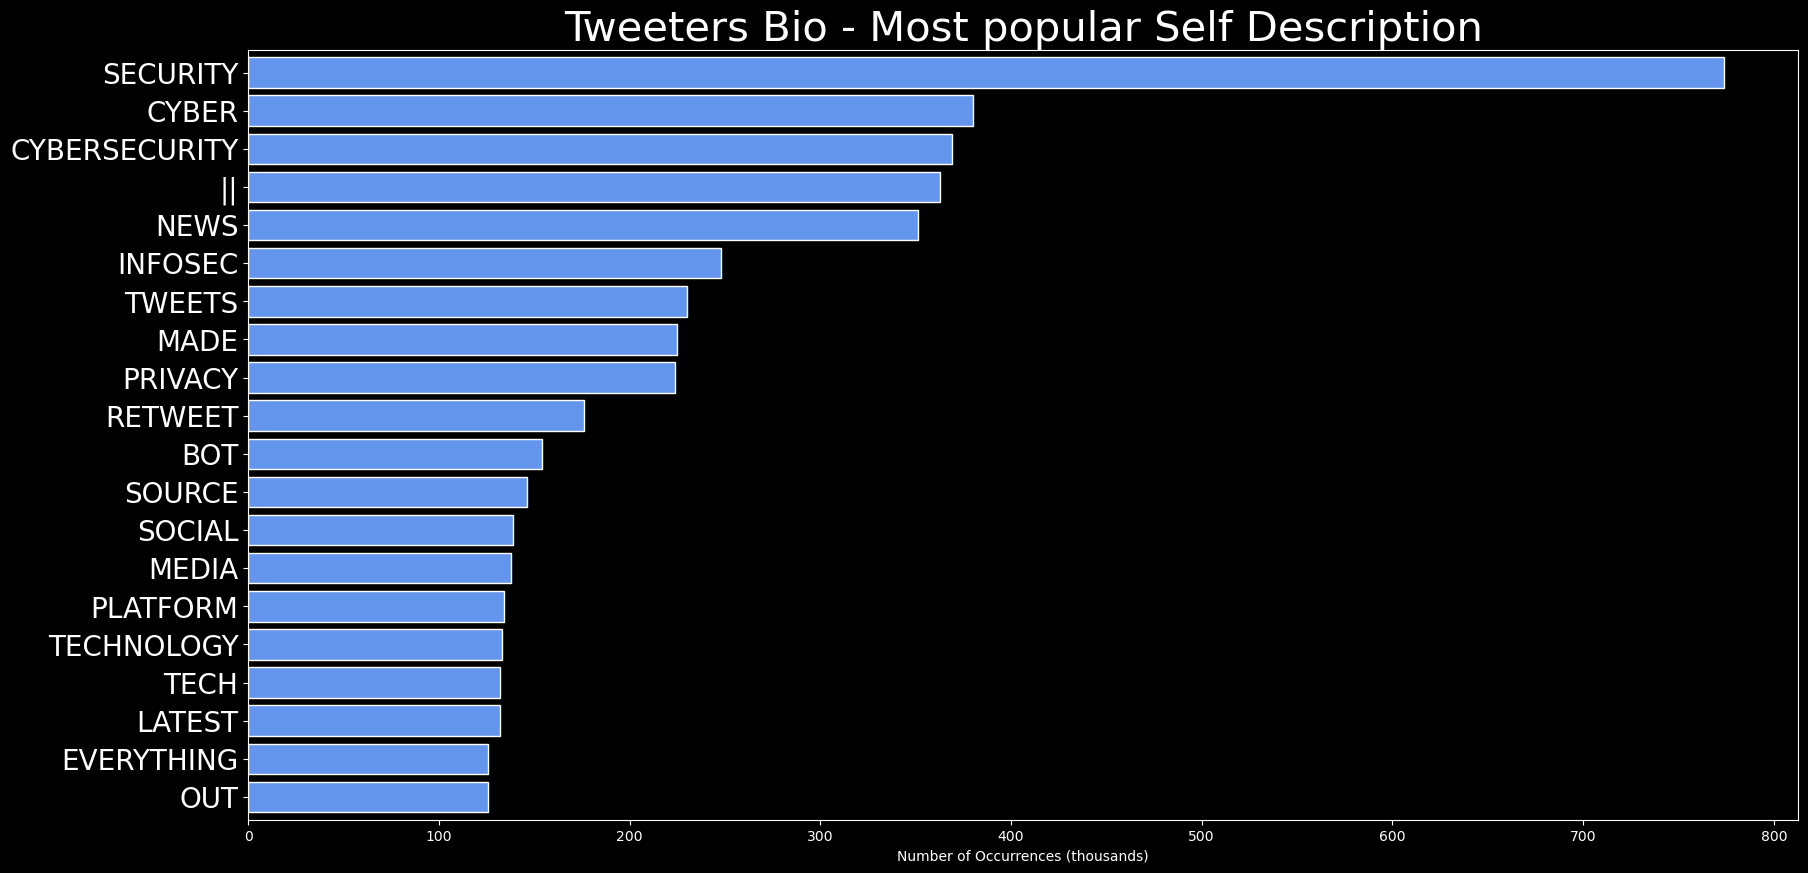 Tweeters Bio - Most popular Self Description
SECURITY
CYBER
CYBERSECURITY
||
NEWS
INFOSEC
TWEETS
MADE
PRIVACY
RETWEET
BOT
SOURCE
SOCIAL
MEDIA
PLATFORM
TECHNOLOGY
TECH
LATEST
EVERYTHING
OUT
0 100 200 300 400 500 600 700 800
Number of Occurrences (thousands)